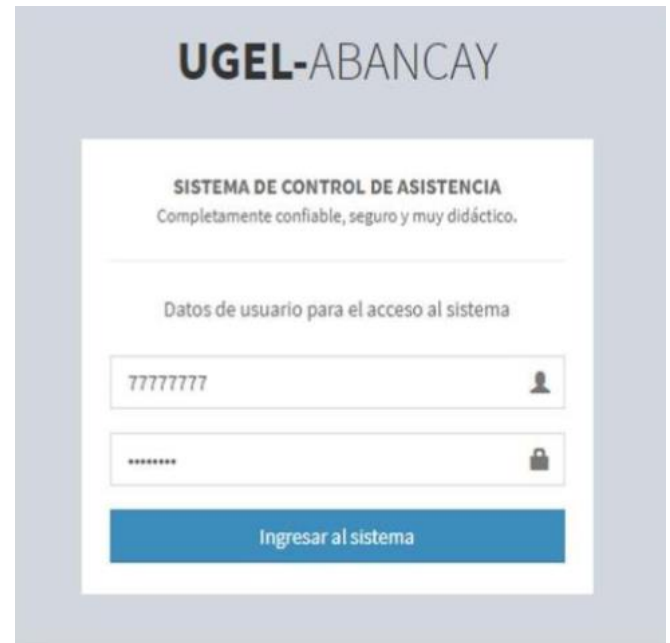 UGEL-ABANCAY
SISTEMA DE CONTROL DE ASISTENCIA
Completamente confiable, seguro y muy didáctico.
Datos de usuario para el acceso al sistema
77777777
••••••••
Ingresar al sistema